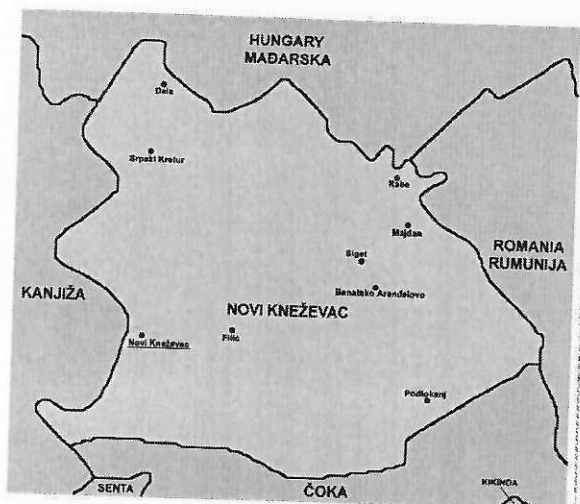 HUNGARY
MAĐARSKA
Đala
Srpski Krstur
Rabe
Majdan
Siget
ROMANIA
RUMUNIJA
KANJIŽA
Banatsko Aranđelovo
NOVI KNEŽEVAC
Novi Kneževac
Filić
Podlokanj
SENTA
ČOKA
KIKINDA